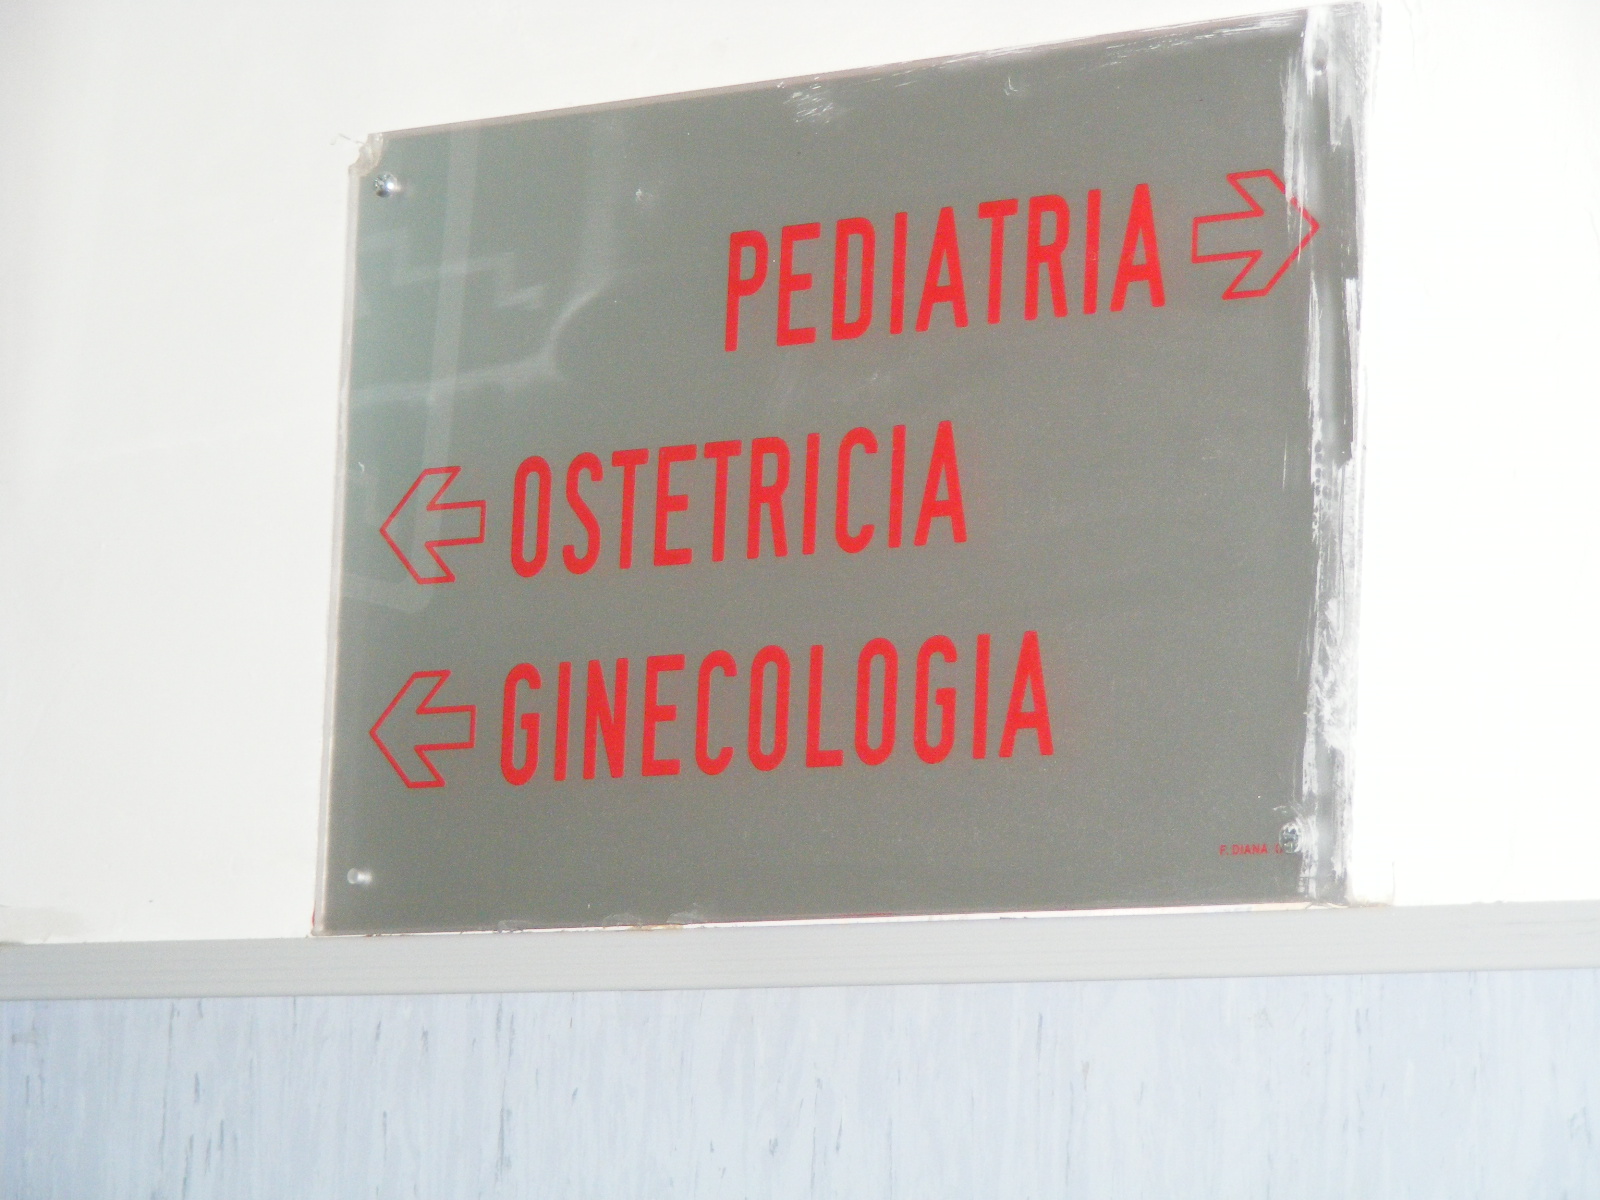 PEDIATRIA
OSTETRICIA
GINECOLOGIA
F. DIANA